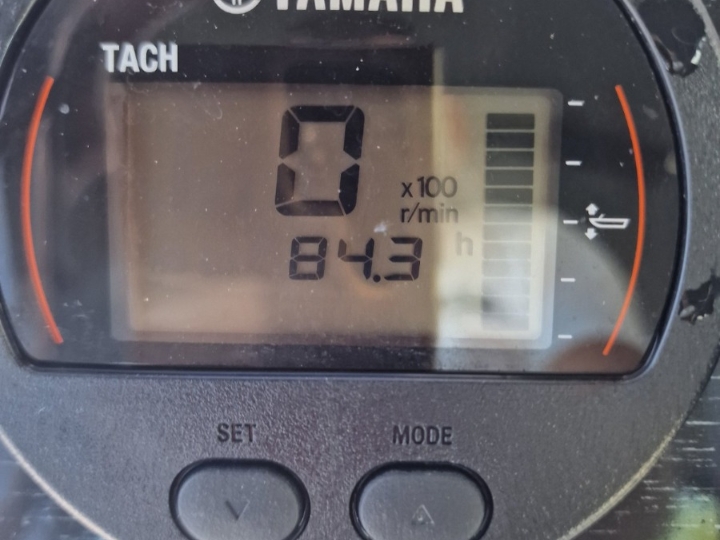 YAMAHA
TACH
0
x100
r/min
84.3 h
SET MODE